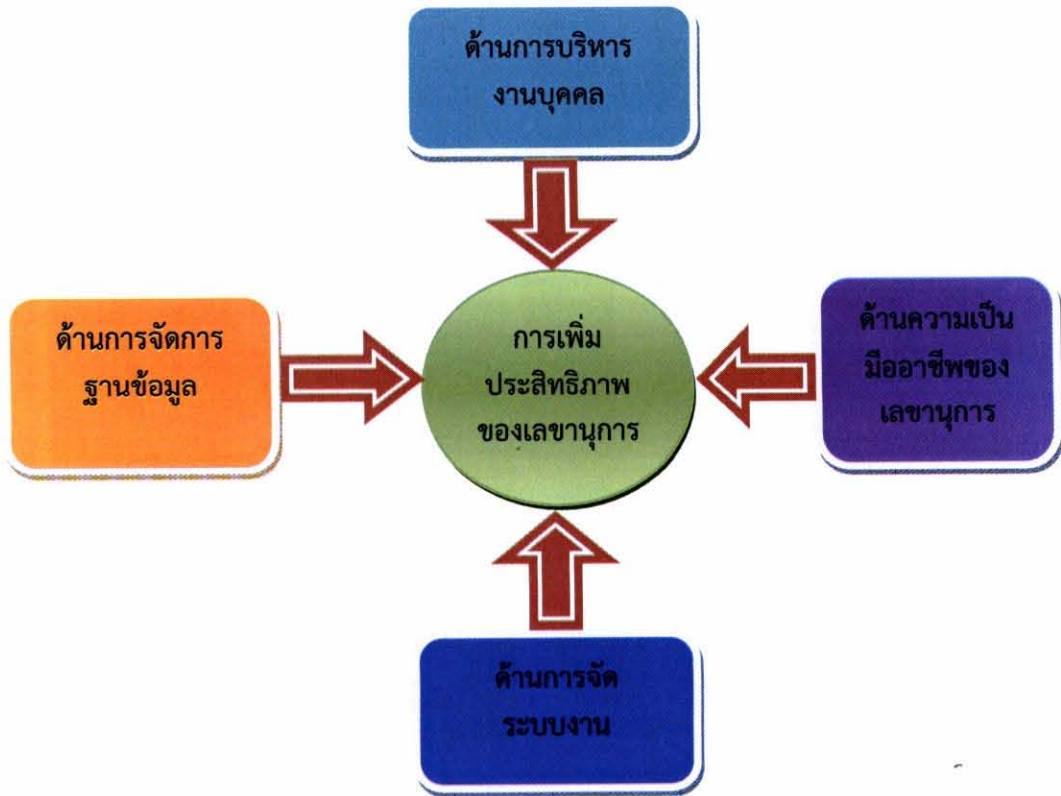 ด้านการบริหาร
งานบุคคล
ด้านการจัดการ
ฐานข้อมูล
การเพิ่ม
ประสิทธิภาพ
ของเลขานุการ
ด้านความเป็น
มืออาชีพของ
เลขานุการ
ด้านการจัด
ระบบงาน